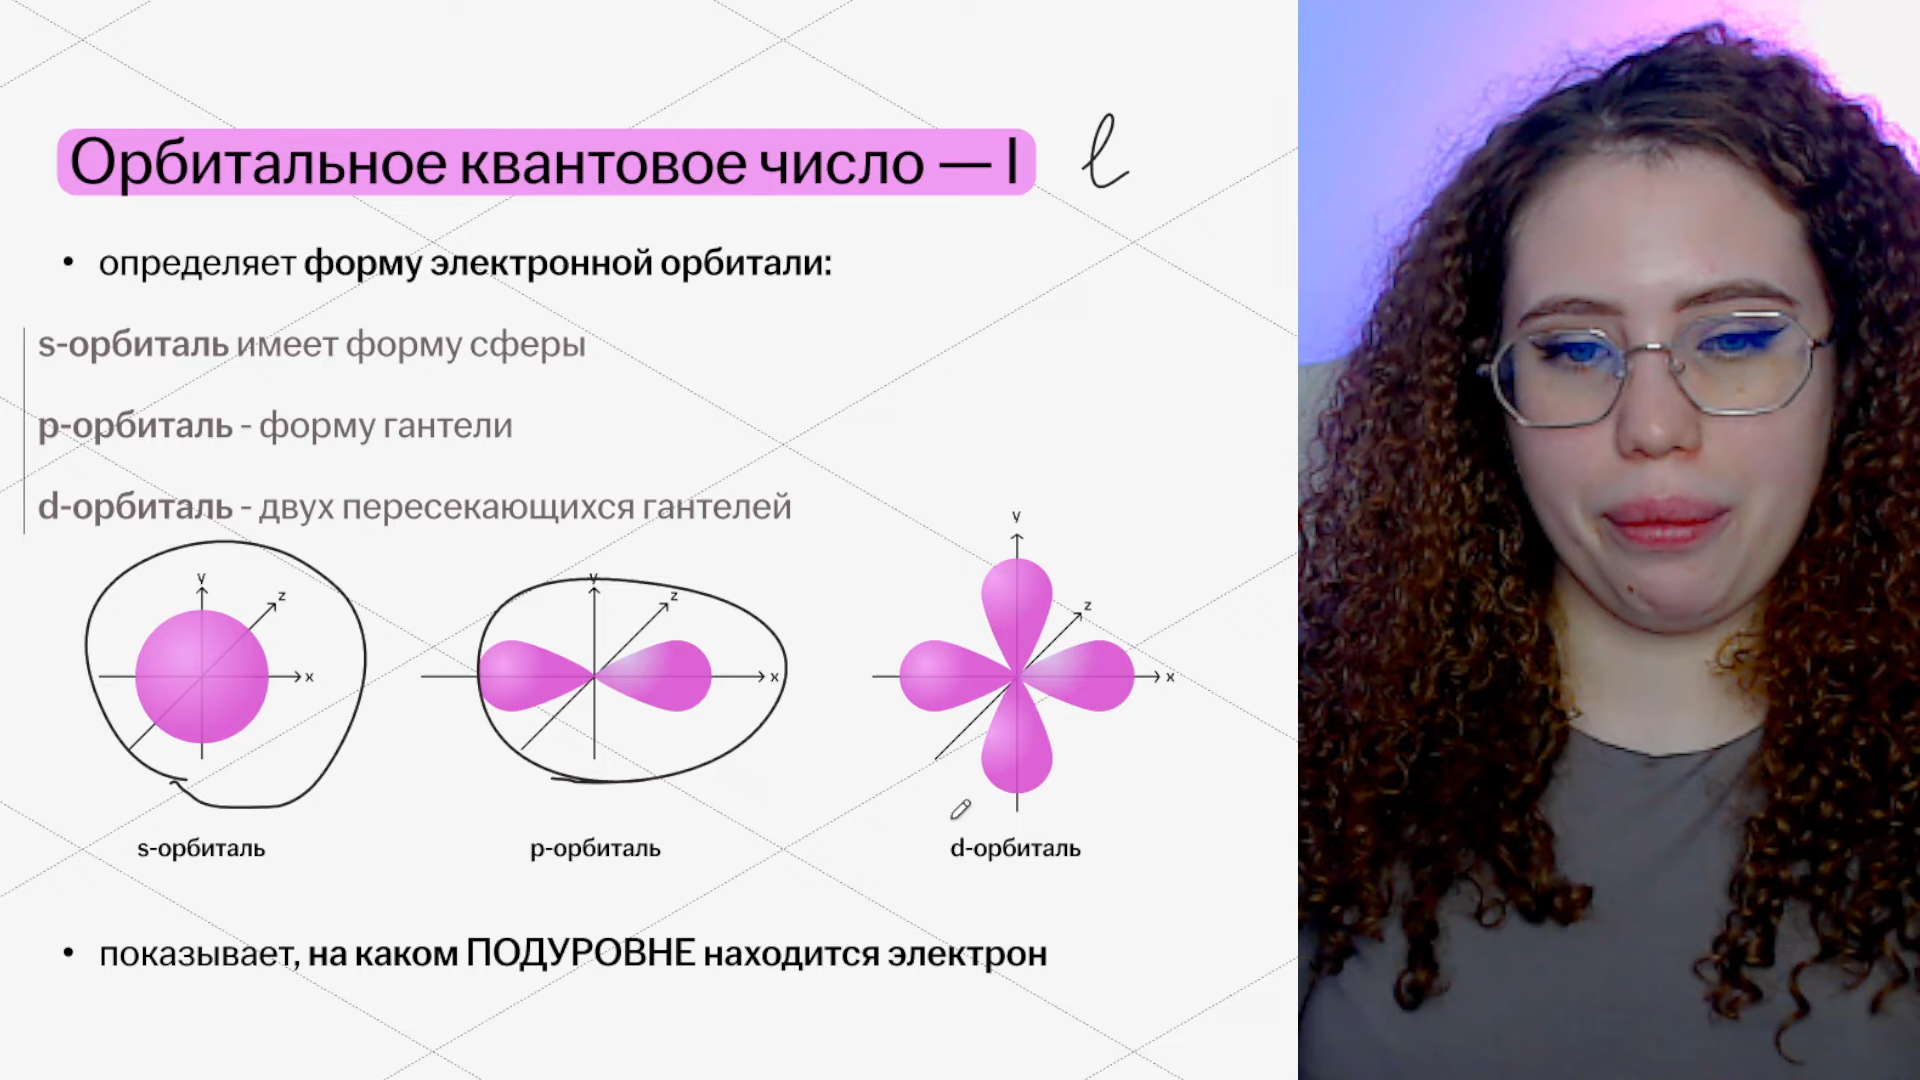 Орбитальное квантовое число — l ℓ
• определяет форму электронной орбитали:
s-орбиталь имеет форму сферы
p-орбиталь - форму гантели
d-орбиталь - двух пересекающихся гантелей
y z x
y z x
y z x
s-орбиталь p-орбиталь d-орбиталь
• показывает, на каком ПОДУРОВНЕ находится электрон